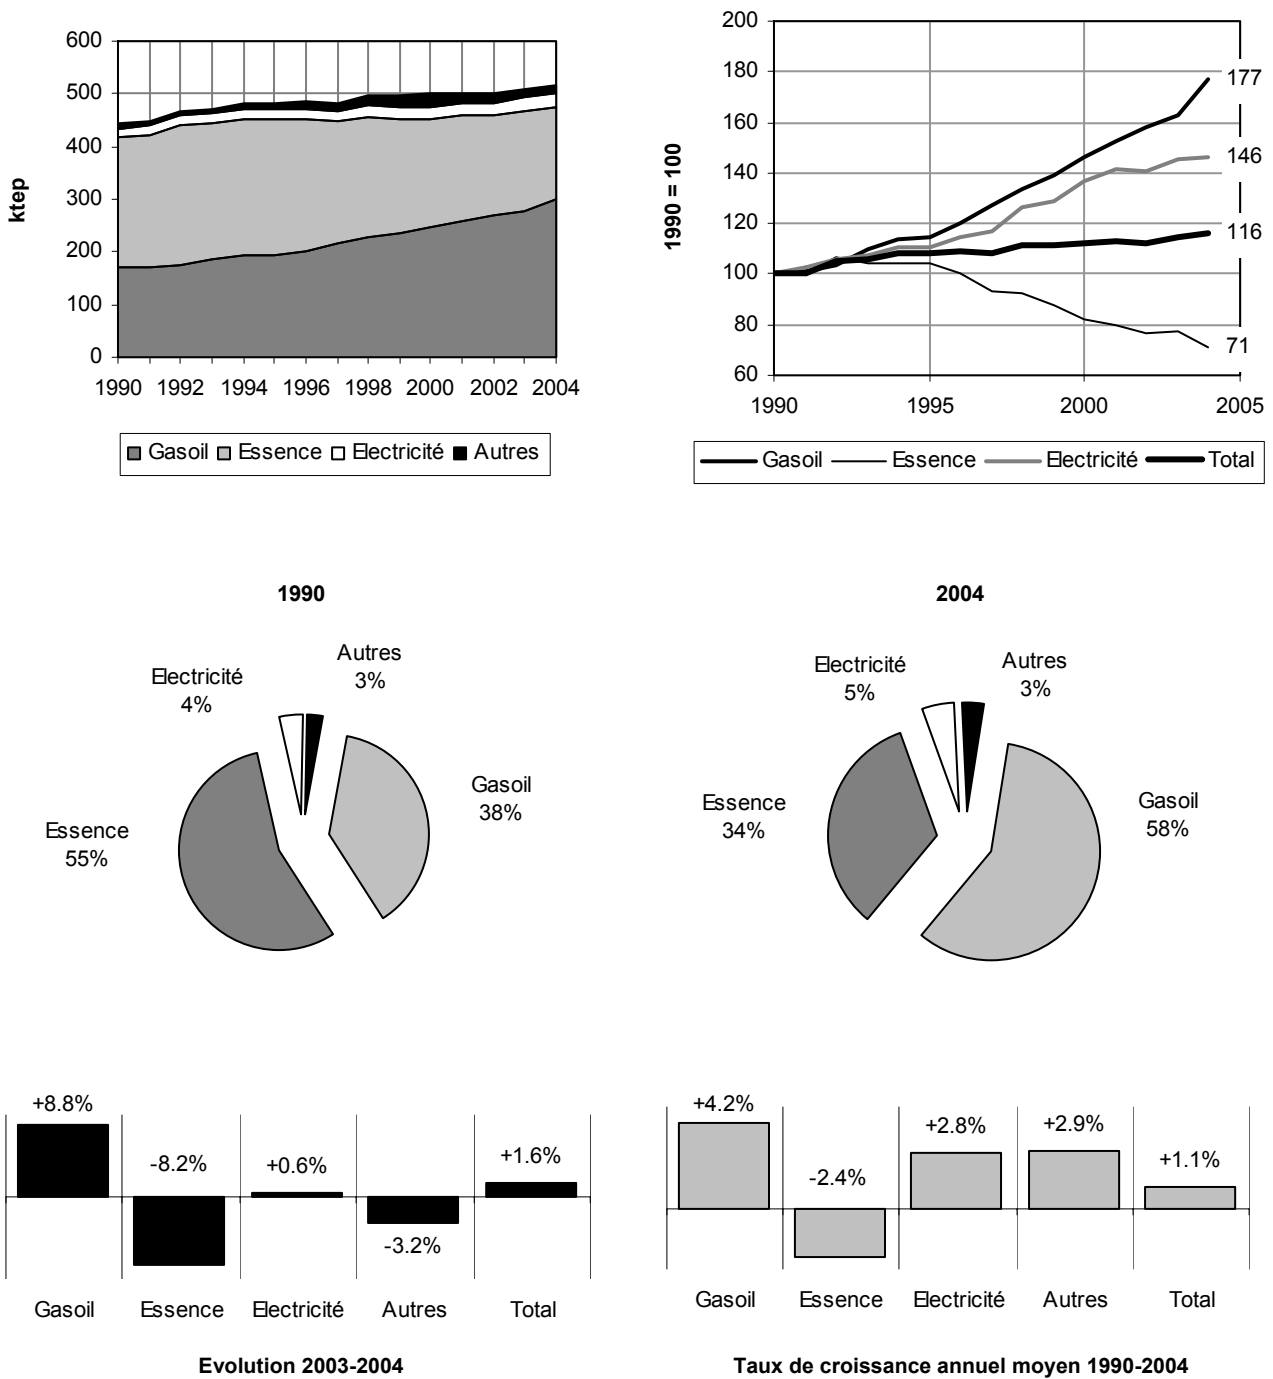 600
500
400
300
200
100
0
ktep
1990 1992 1994 1996 1998 2000 2002 2004
Gasoil Essence Electricité Autres
200
180
160
140
120
100
80
60
1990 = 100
177
146
116
71
1990 1995 2000 2005
Gasoil Essence Electricité Total
1990
Autres
3%
Electricité
4%
Gasoil
38%
Essence
55%
2004
Autres
3%
Electricité
5%
Gasoil
58%
Essence
34%
+8.8%
-8.2%
+0.6%
-3.2%
+1.6%
Gasoil Essence Electricité Autres Total
Evolution 2003-2004
+4.2%
-2.4%
+2.8%
+2.9%
+1.1%
Gasoil Essence Electricité Autres Total
Taux de croissance annuel moyen 1990-2004